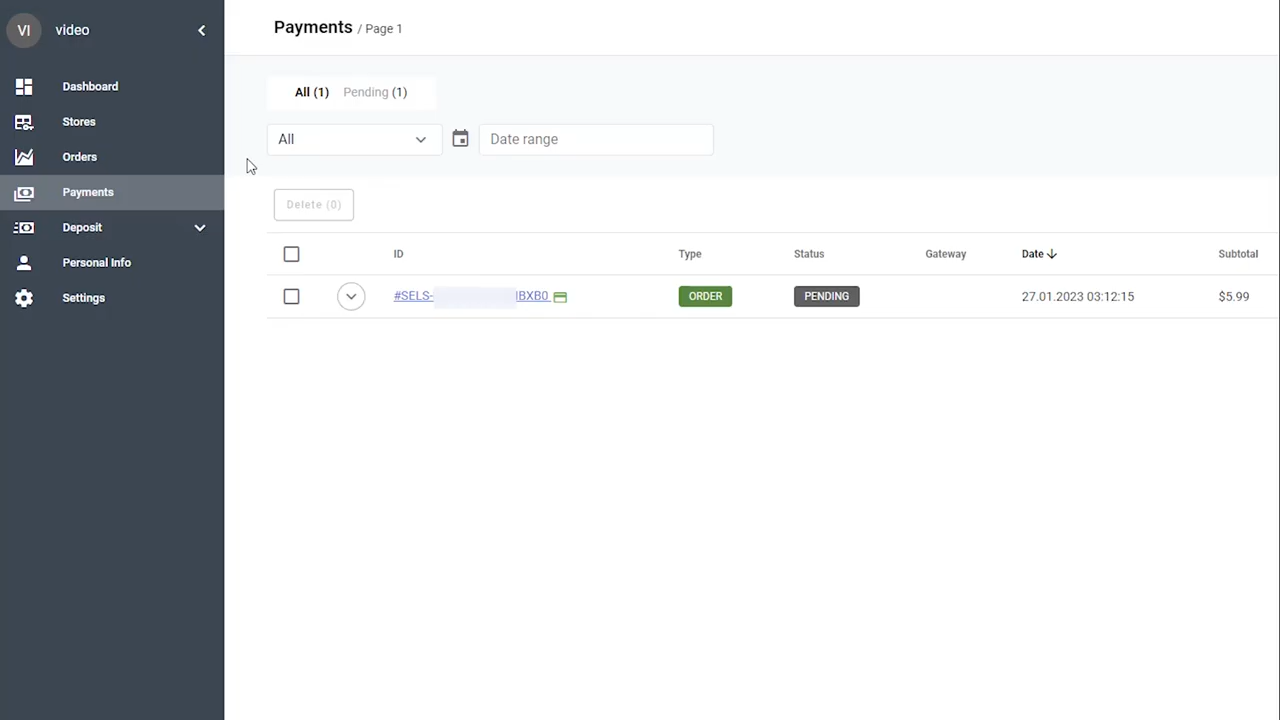 VI video
Dashboard
Stores
Orders
Payments
Deposit
Personal Info
Settings
Payments / Page 1
All (1) Pending (1)
All Date range
Delete (0)
ID Type Status Gateway Date Subtotal
#SELS- BXB0 ORDER PENDING 27.01.2023 03:12:15 $5.99